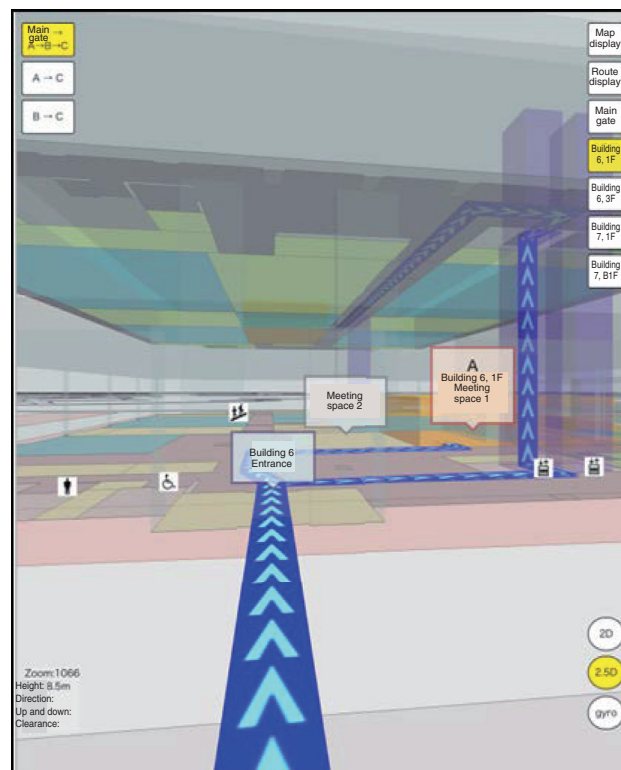 Main gate →
A→B→C
A→C
B→C
Map
display
Route
display
Main
gate
Building
6, 1F
Building
6, 3F
Building
7, 1F
Building
7, B1F
A
Building 6, 1F
Meeting
space 1
Meeting
space 2
Building 6
Entrance
2D
2.5D
gyro
Zoom:1066
Height: 8.5m
Direction:
Up and down:
Clearance: